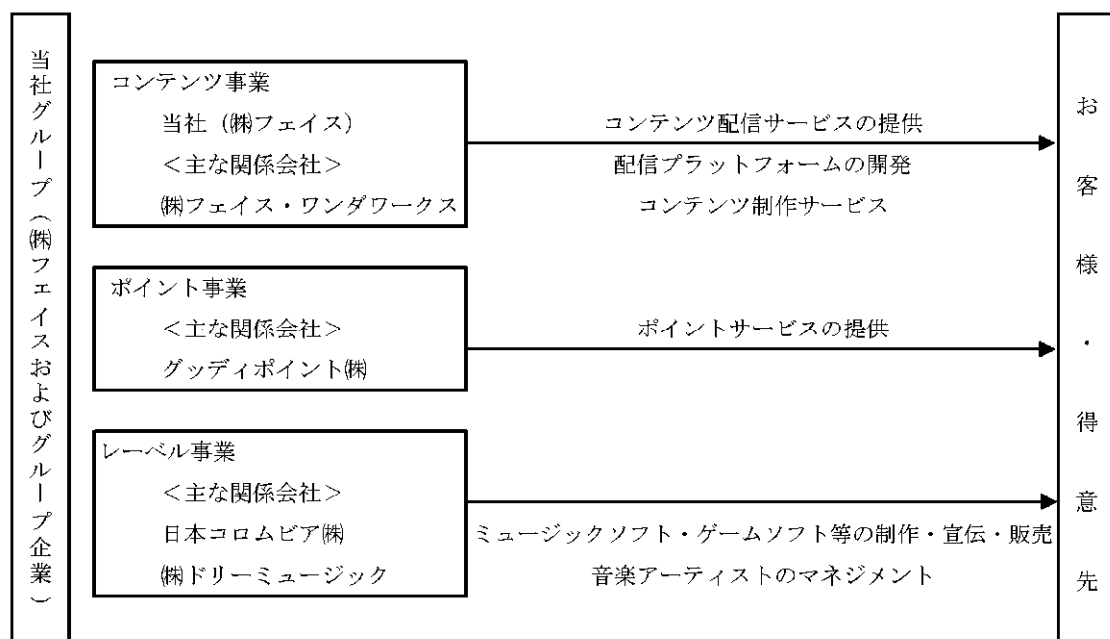 当社グループ(㈱フェイスおよびグループ企業)
コンテンツ事業
当社(㈱フェイス)
<主な関係会社>
㈱フェイス・ワンダワークス
コンテンツ配信サービスの提供
配信プラットフォームの開発
コンテンツ制作サービス
ポイント事業
<主な関係会社>
グッディポイント㈱
ポイントサービスの提供
レーベル事業
<主な関係会社>
日本コロムビア㈱
㈱ドリーミュージック
ミュージックソフト・ゲームソフト等の制作・宣伝・販売
音楽アーティストのマネジメント
お客様・得意先